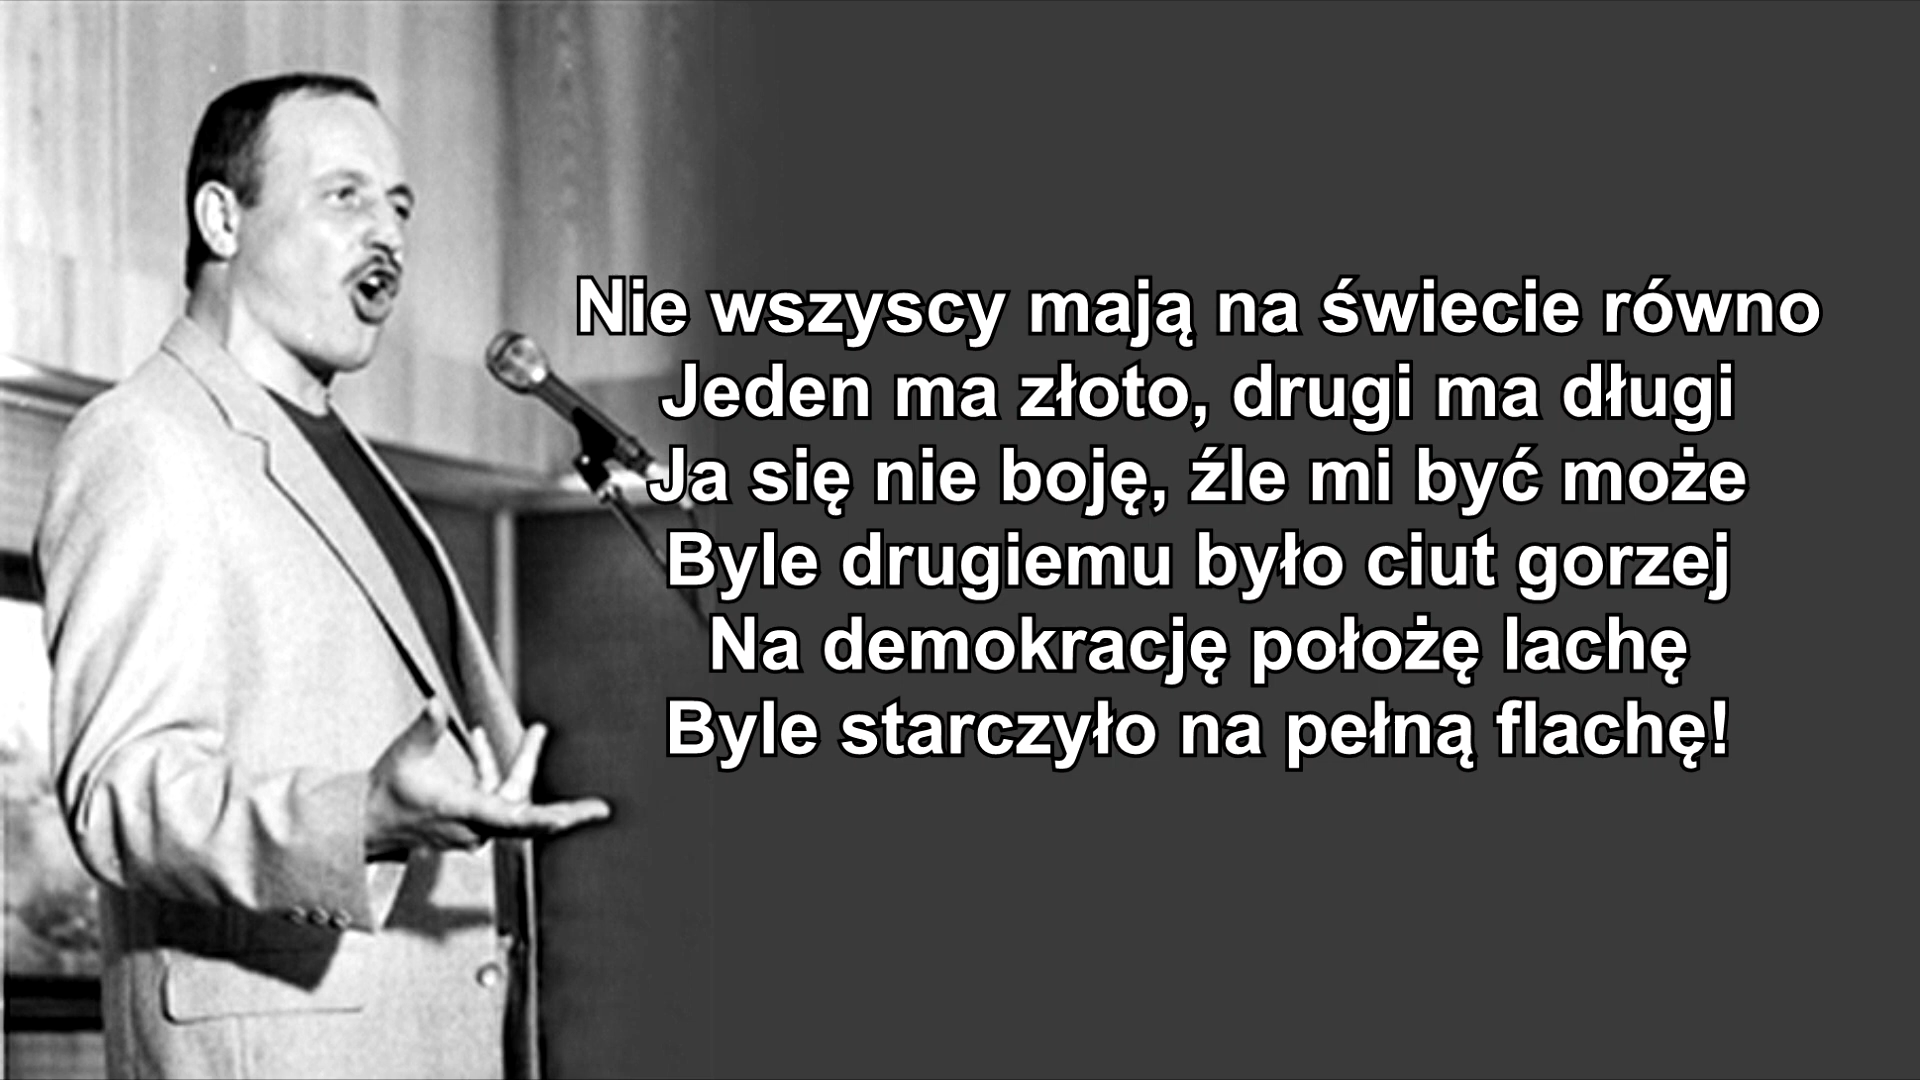 Nie wszyscy mają na świecie równo
Jeden ma złoto, drugi ma długi
Ja się nie boję, źle mi być może
Byle drugiemu było ciut gorzej
Na demokrację położę lachę
Byle starczyło na pełną flachę!